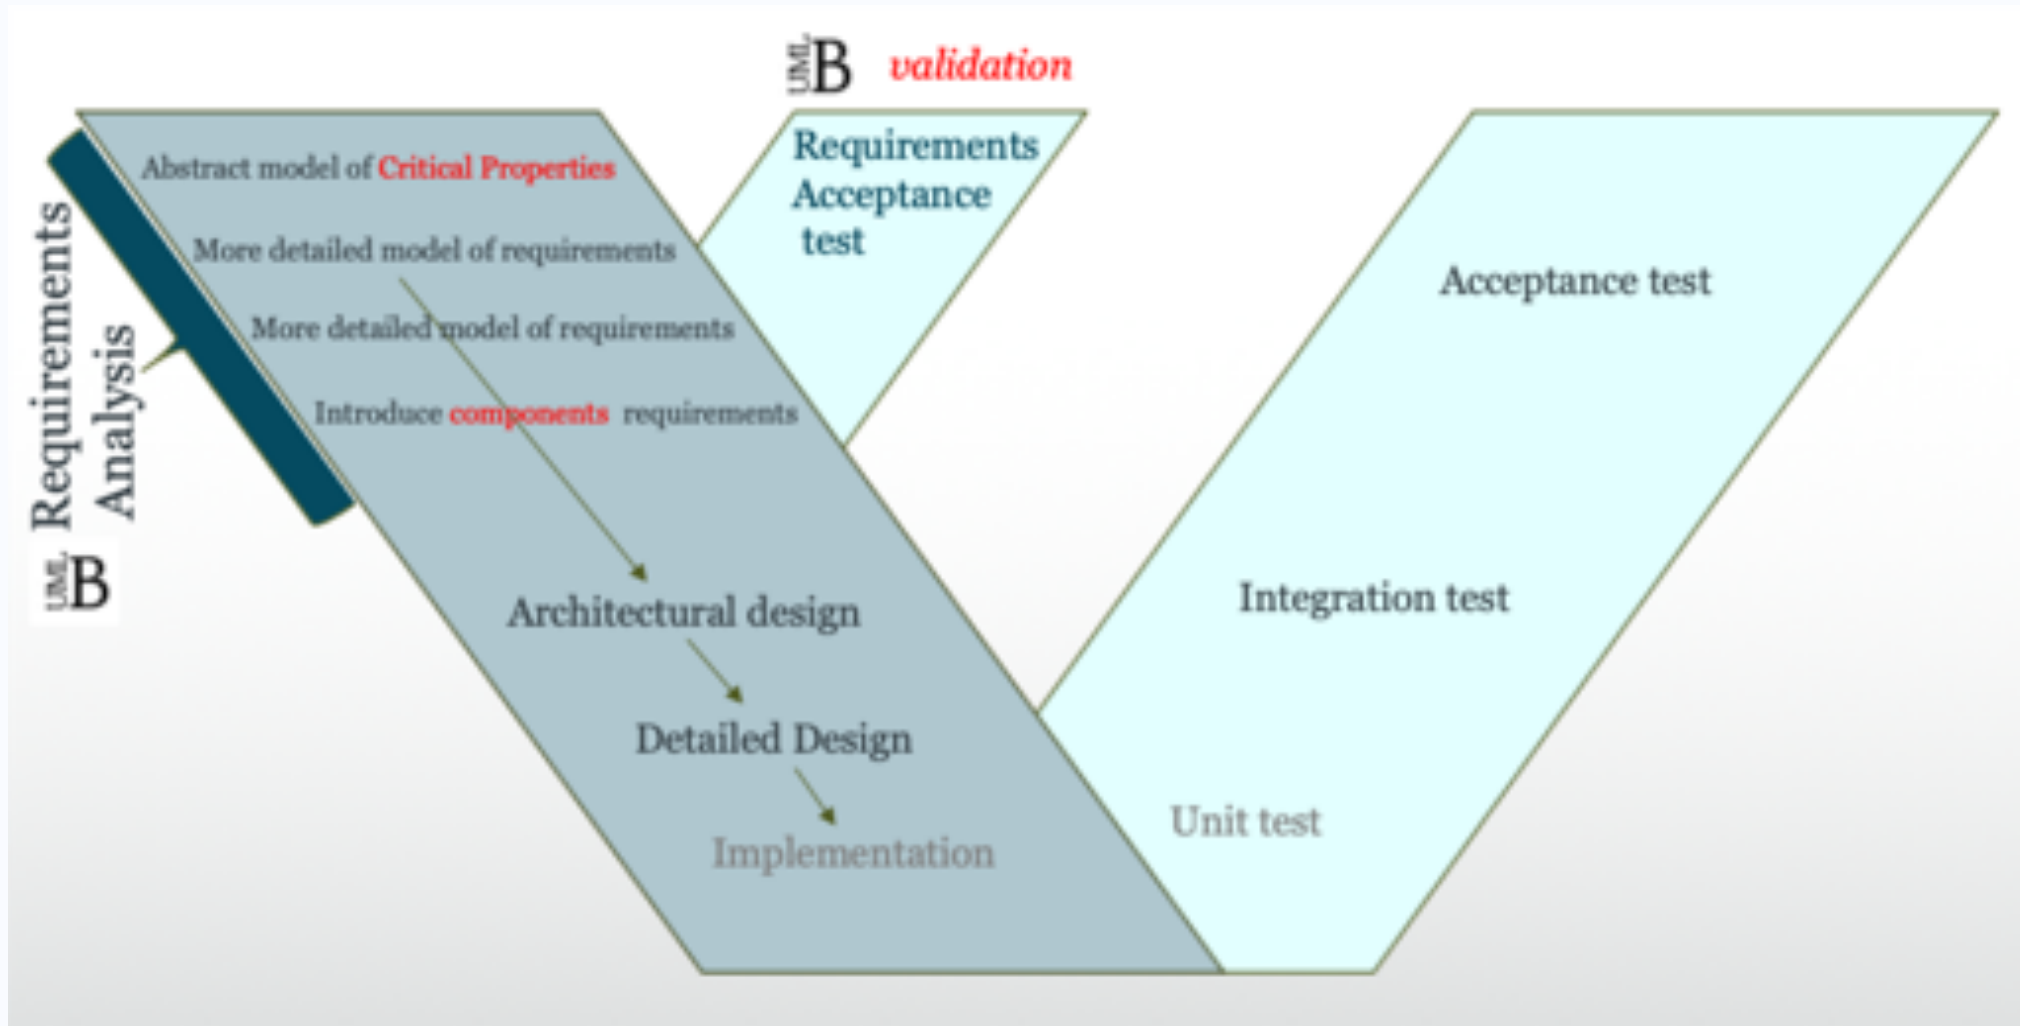 UML B validation
Requirements
Acceptance
test
Abstract model of Critical Properties
More detailed model of requirements
More detailed model of requirements
Introduce components requirements
Requirements
Analysis
UML B
Architectural design
Detailed Design
Implementation
Acceptance test
Integration test
Unit test